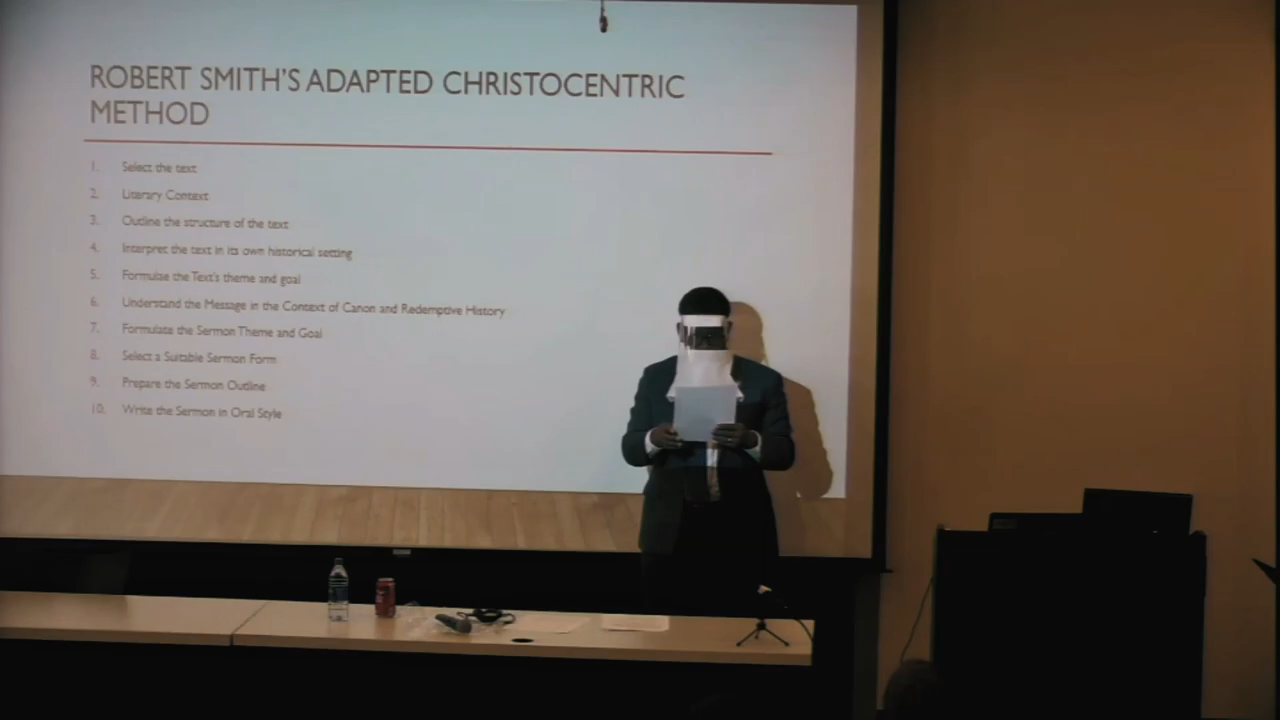 ROBERT SMITH'S ADAPTED CHRISTOCENTRIC
METHOD
1. Select the text
2. Literary Context
3. Outline the structure of the text
4. Interpret the text in its own historical setting
5. Formulae the Text's theme and goal
6. Understand the Message in the Context of Canon and Redemptive History
7. Formulate the Sermon Theme and Goal
8. Select a Suitable Sermon Form
9. Prepare the Sermon Outline
10. Write the Sermon in Oral Style